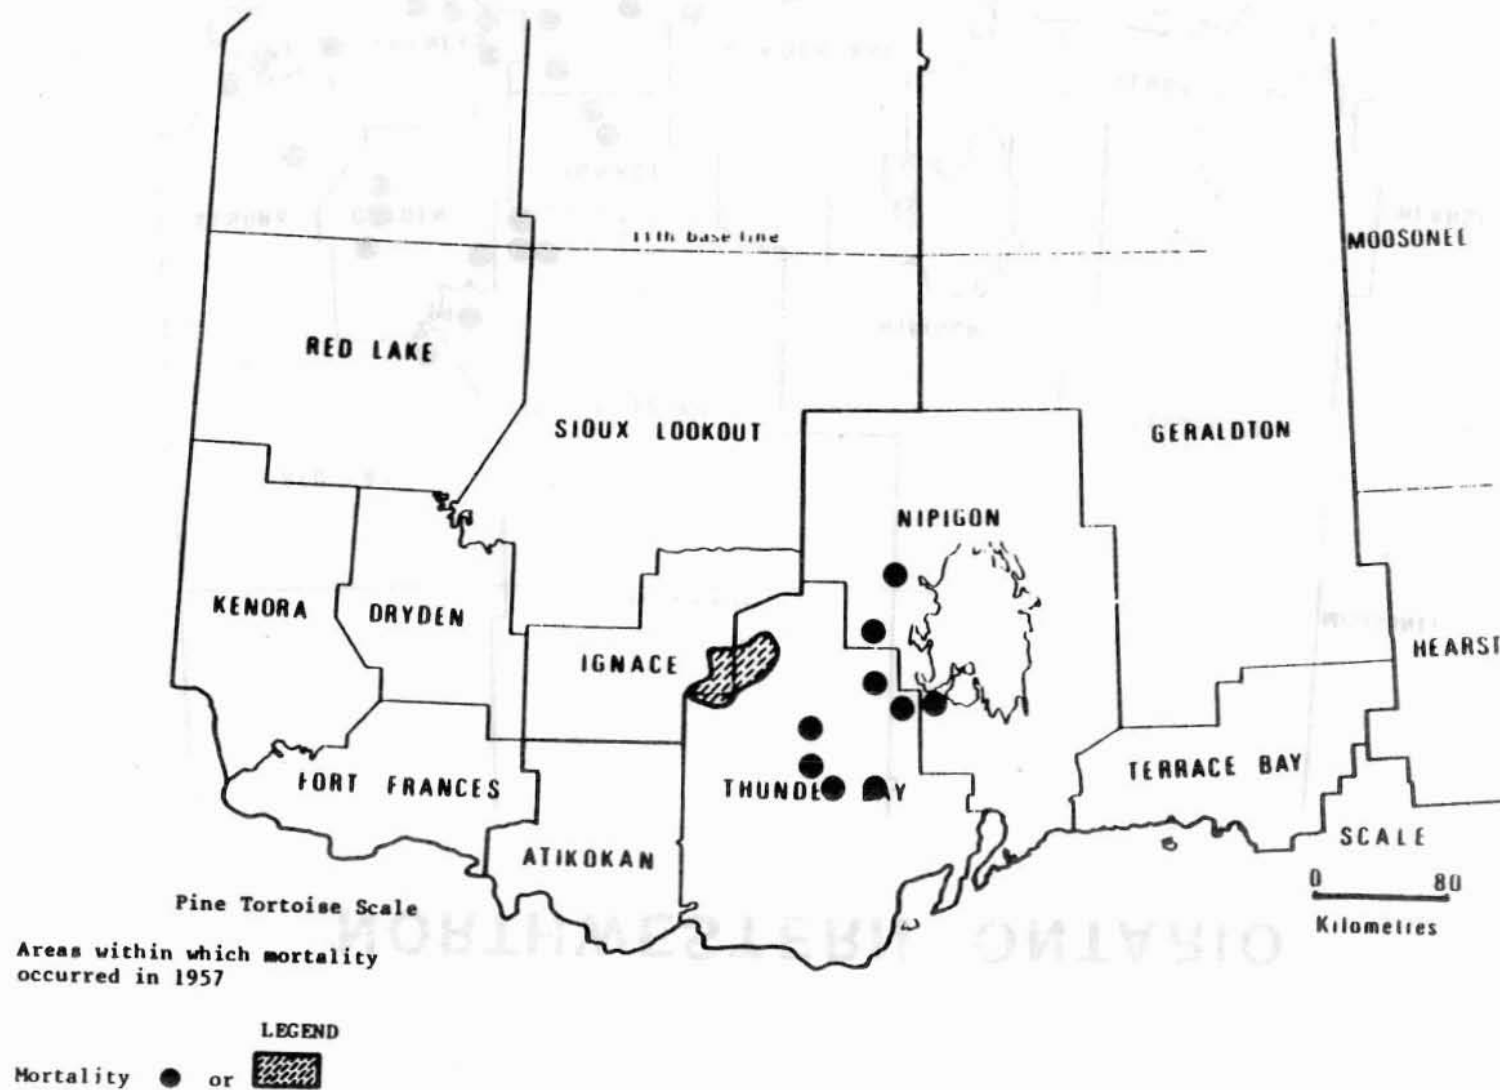 11th base line
MOOSONEE
RED LAKE
SIOUX LOOKOUT
GERALDTON
NIPIGON
KENORA
DRYDEN
IGNACE
HEARST
FORT FRANCES
THUNDE BAY
TERRACE BAY
ATIKOKAN
SCALE
0 80
Kilometres
Pine Tortoise Scale
Areas within which mortality
occurred in 1957
LEGEND
Mortality or
NORTHWESTERN ONTARIO